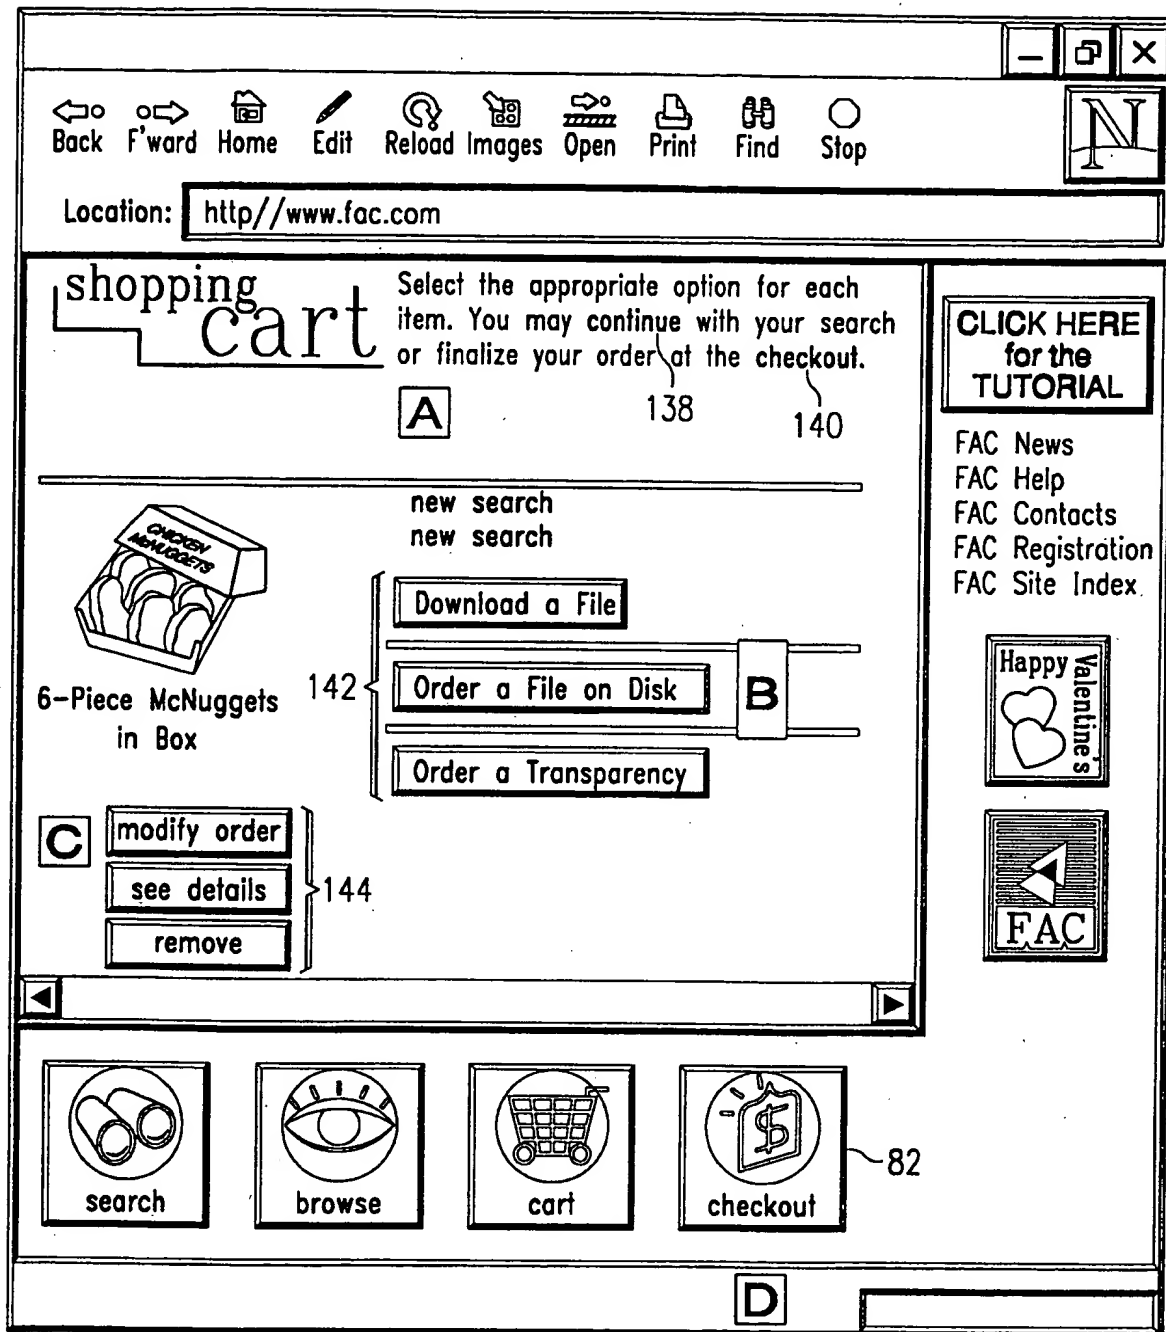 Back F'ward Home Edit Reload Images Open Print Find Stop
N
Location: http//www.fac.com
shopping
cart
Select the appropriate option for each
item. You may continue with your search
or finalize your order at the checkout.
A
138
140
new search
new search
CHICKEN
McNUGGETS
6-Piece McNuggets
in Box
142
Download a File
Order a File on Disk
B
Order a Transparency
C
modify order
see details
remove
144
CLICK HERE
for the
TUTORIAL
FAC News
FAC Help
FAC Contacts
FAC Registration
FAC Site Index
Happy
Valentine's
FAC
search
browse
cart
checkout
82
D